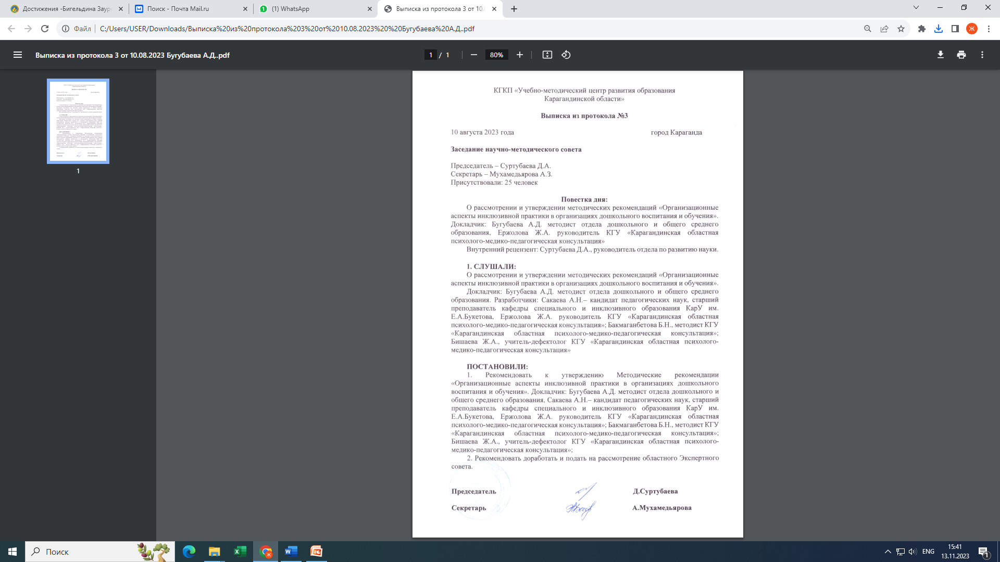 Достижения -Бигельдина Зауре
Поиск - Почта Mail.ru
(1) WhatsApp
Выписка из протокола 3 от 10.0
Файл
C:/Users/USER/Downloads/Выписка%20из%20протокола%203%20от%2010.08.2023%20%20Бугубаева%20А.Д..pdf
Ж
Выписка из протокола 3 от 10.08.2023 Бугубаева А.Д..pdf
1 / 1
80%
1
КГКП «Учебно-методический центр развития образования
Карагандинской области»
Выписка из протокола №3
10 августа 2023 года город Караганда
Заседание научно-методического совета
Председатель – Суртубаева Д.А.
Секретарь – Мухамедьярова А.З.
Присутствовали: 25 человек
Повестка дня:
О рассмотрении и утверждении методических рекомендаций «Организационные
аспекты инклюзивной практики в организациях дошкольного воспитания и обучения».
Докладчик: Бугубаева А.Д. методист отдела дошкольного и общего среднего
образования, Ержолова Ж.А. руководитель КГУ «Карагандинская областная
психолого-медико-педагогическая консультация»
Внутренний рецензент: Суртубаева Д.А., руководитель отдела по развитию науки.
1. СЛУШАЛИ:
О рассмотрении и утверждении методических рекомендаций «Организационные
аспекты инклюзивной практики в организациях дошкольного воспитания и обучения».
Докладчик: Бугубаева А.Д. методист отдела дошкольного и общего среднего
образования. Разработчики: Сакаева А.Н.– кандидат педагогических наук, старший
преподаватель кафедры специального и инклюзивного образования КарУ им.
Е.А.Букетова, Ержолова Ж.А. руководитель КГУ «Карагандинская областная
психолого-медико-педагогическая консультация»; Бакмаганбетова Б.Н., методист КГУ
«Карагандинская областная психолого-медико-педагогическая консультация»;
Бишаева Ж.А., учитель-дефектолог КГУ «Карагандинская областная психолого-
медико-педагогическая консультация»
ПОСТАНОВИЛИ:
1. Рекомендовать к утверждению Методические рекомендации
«Организационные аспекты инклюзивной практики в организациях дошкольного
воспитания и обучения». Докладчик: Бугубаева А.Д. методист отдела дошкольного и
общего среднего образования, Сакаева А.Н.– кандидат педагогических наук, старший
преподаватель кафедры специального и инклюзивного образования КарУ им.
Е.А.Букетова, Ержолова Ж.А. руководитель КГУ «Карагандинская областная
психолого-медико-педагогическая консультация»; Бакмаганбетова Б.Н., методист КГУ
«Карагандинская областная психолого-медико-педагогическая консультация»;
Бишаева Ж.А., учитель-дефектолог КГУ «Карагандинская областная психолого-
медико-педагогическая консультация»;
2. Рекомендовать доработать и подать на рассмотрение областного Экспертного
совета.
Председатель Д.Суртубаева
Секретарь А.Мухамедьярова
Поиск
ENG
15:41
13.11.2023
1